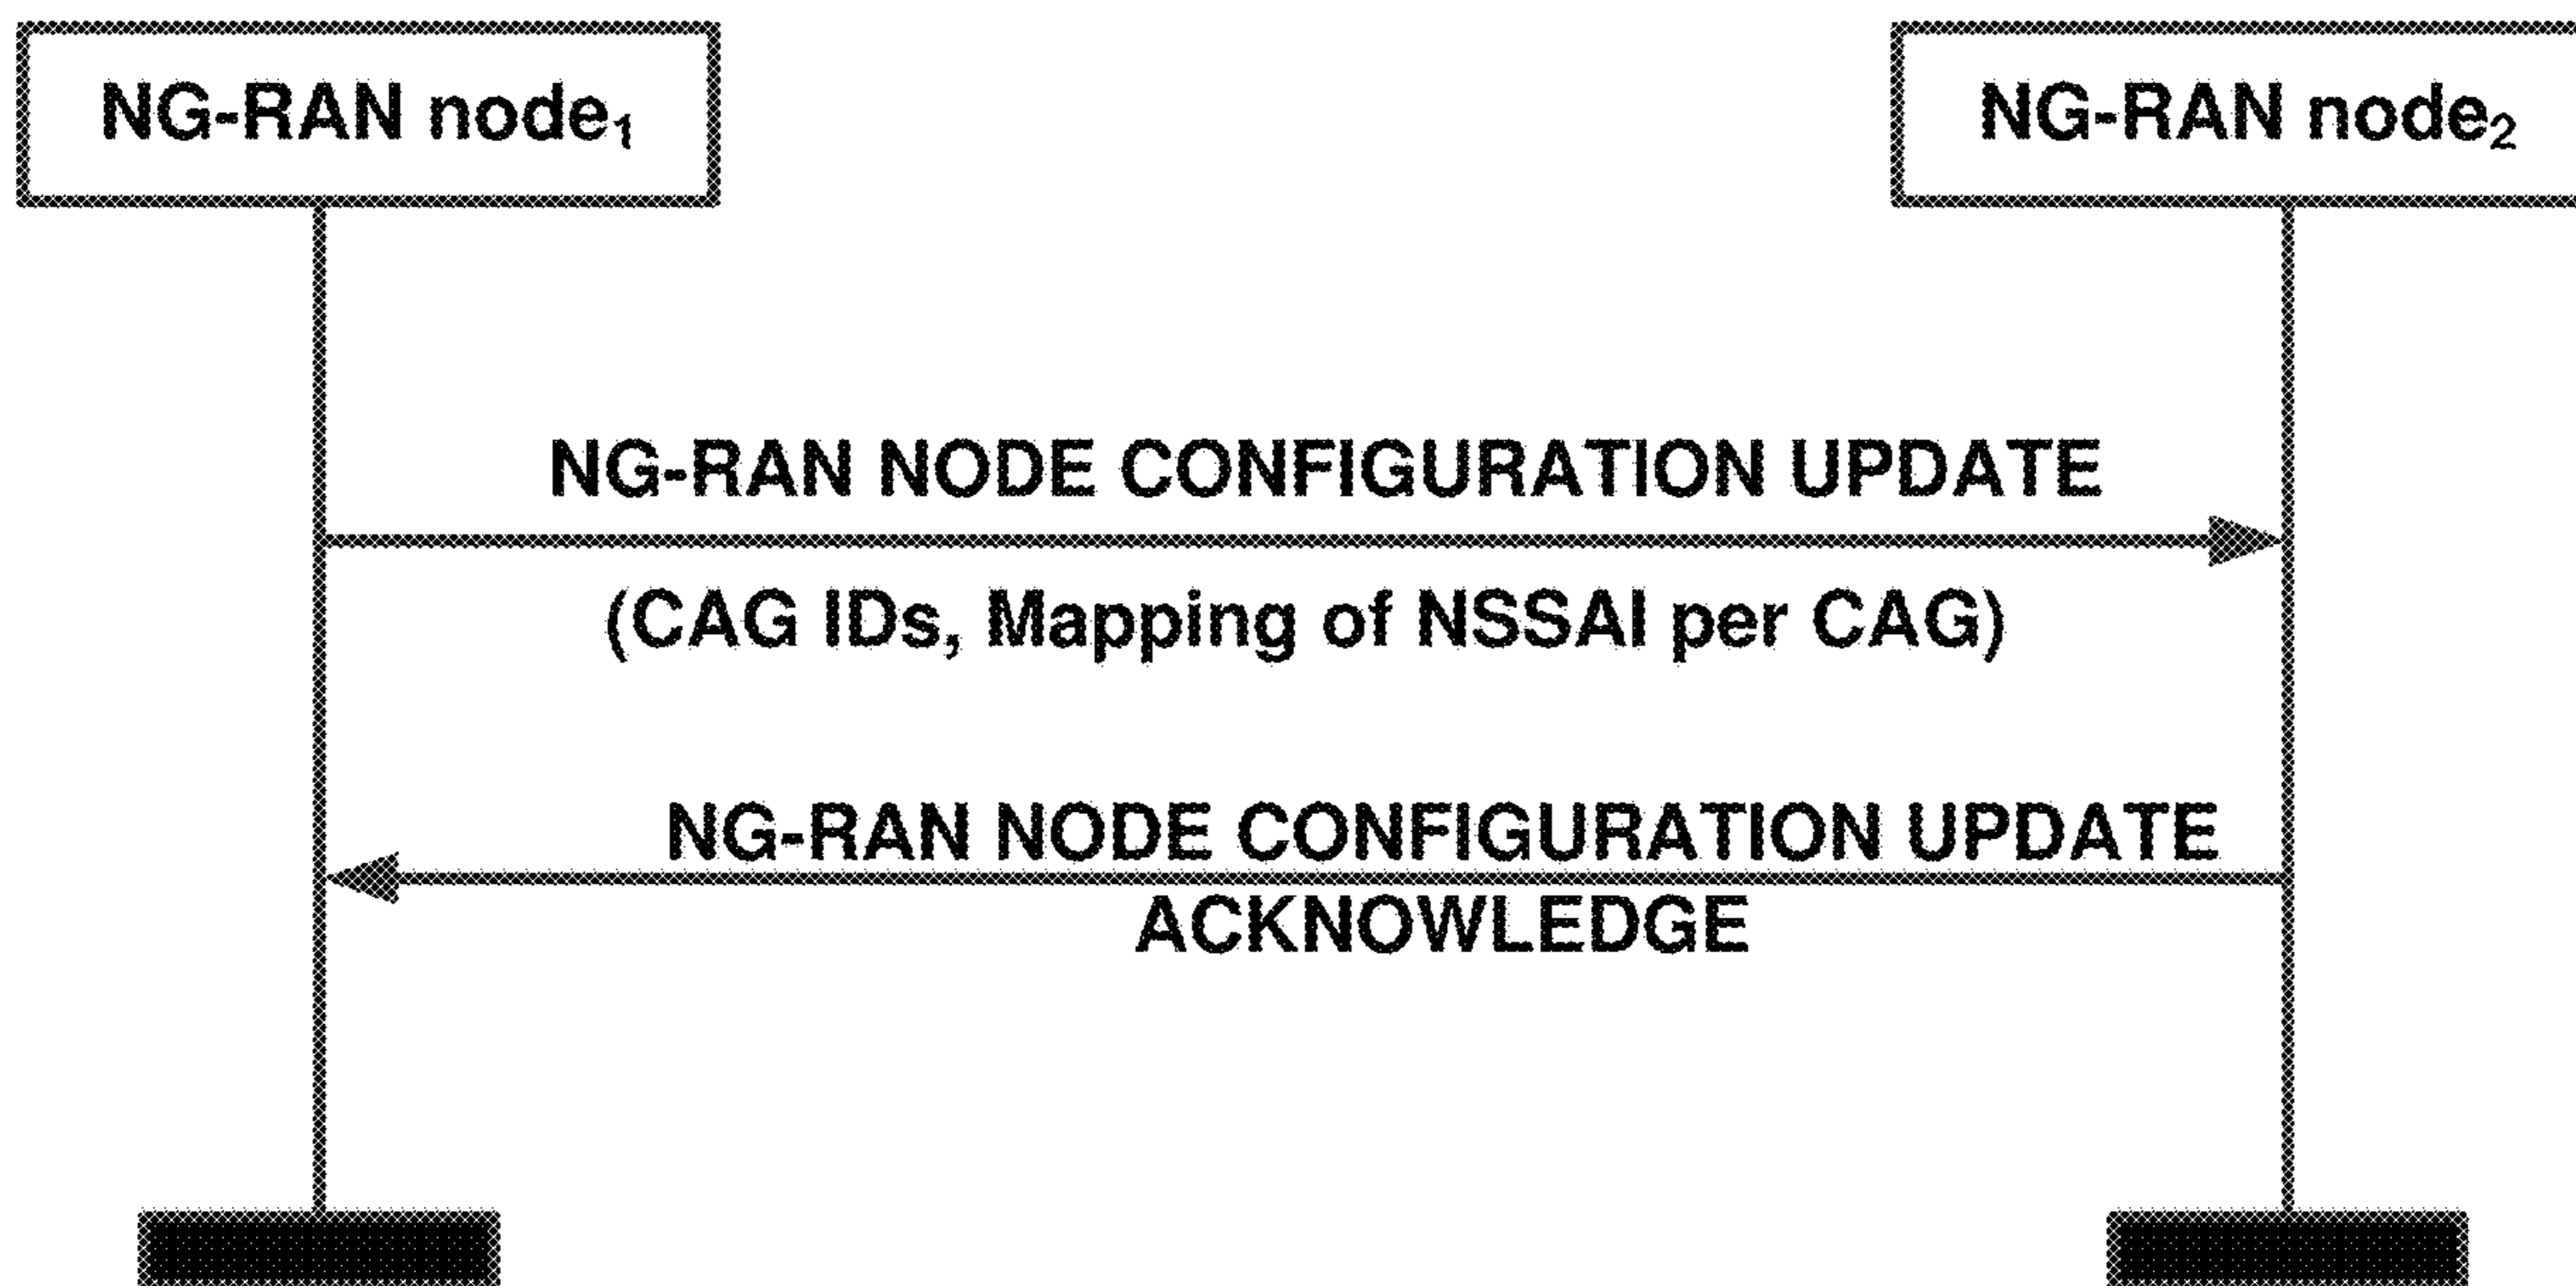 NG-RAN node₁
NG-RAN node₂
NG-RAN NODE CONFIGURATION UPDATE
(CAG IDs, Mapping of NSSAI per CAG)
NG-RAN NODE CONFIGURATION UPDATE
ACKNOWLEDGE